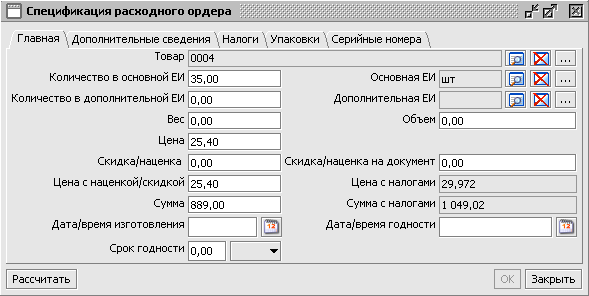 Спецификация расходного ордера
Главная Дополнительные сведения Налоги Упаковки Серийные номера
Товар 0004 ...
Количество в основной ЕИ 35,00 Основная ЕИ шт ...
Количество в дополнительной ЕИ 0,00 Дополнительная ЕИ ...
Вес 0,00 Объем 0,00
Цена 25,40
Скидка/наценка 0,00 Скидка/наценка на документ 0,00
Цена с наценкой/скидкой 25,40 Цена с налогами 29,972
Сумма 889,00 Сумма с налогами 1 049,02
Дата/время изготовления 12 Дата/время годности 12
Срок годности 0,00
Рассчитать OK Закрыть